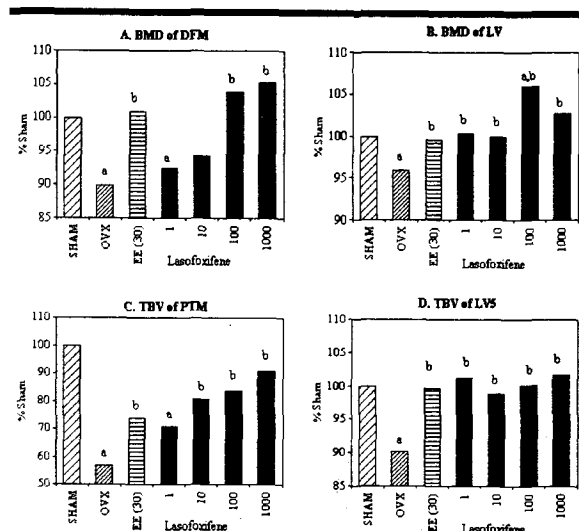 A. BMD of DFM
110
105
100
95
90
85
% Sham
a
b
a
b
b
SHAM
OVX
EE (30)
1
10
100
1000
Lasofoxifene
B. BMD of LV
110
105
100
95
90
% Sham
a
b
b
b
a,b
b
SHAM
OVX
EE (30)
1
10
100
1000
Lasofoxifene
C. TBV of PTM
110
100
90
80
70
60
50
% Sham
a
b
a
b
b
b
SHAM
OVX
EE (30)
1
10
100
1000
Lasofoxifene
D. TBV of LV5
110
105
100
95
90
85
% Sham
a
b
b
b
b
b
SHAM
OVX
EE (30)
1
10
100
1000
Lasofoxifene